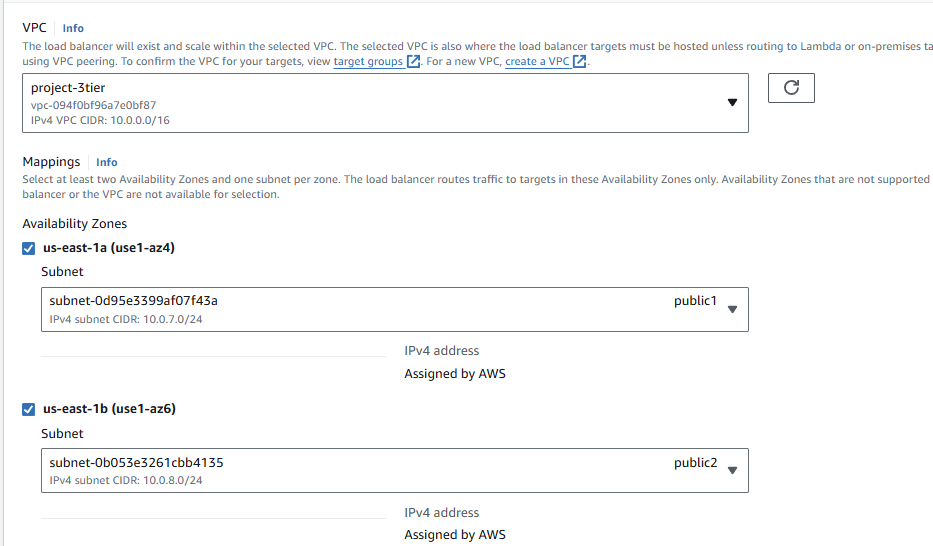 VPC Info
The load balancer will exist and scale within the selected VPC. The selected VPC is also where the load balancer targets must be hosted unless routing to Lambda or on-premises
using VPC peering. To confirm the VPC for your targets, view target groups. For a new VPC, create a VPC.
project-3tier
vpc-094f0bf96a7e0bf87
IPv4 VPC CIDR: 10.0.0.0/16
Mappings Info
Select at least two Availability Zones and one subnet per zone. The load balancer routes traffic to targets in these Availability Zones only. Availability Zones that are not supported
balancer or the VPC are not available for selection.
Availability Zones
us-east-1a (use1-az4)
Subnet
subnet-0d95e3399af07f43a public1
IPv4 subnet CIDR: 10.0.7.0/24
IPv4 address
Assigned by AWS
us-east-1b (use1-az6)
Subnet
subnet-0b053e3261cbb4135 public2
IPv4 subnet CIDR: 10.0.8.0/24
IPv4 address
Assigned by AWS